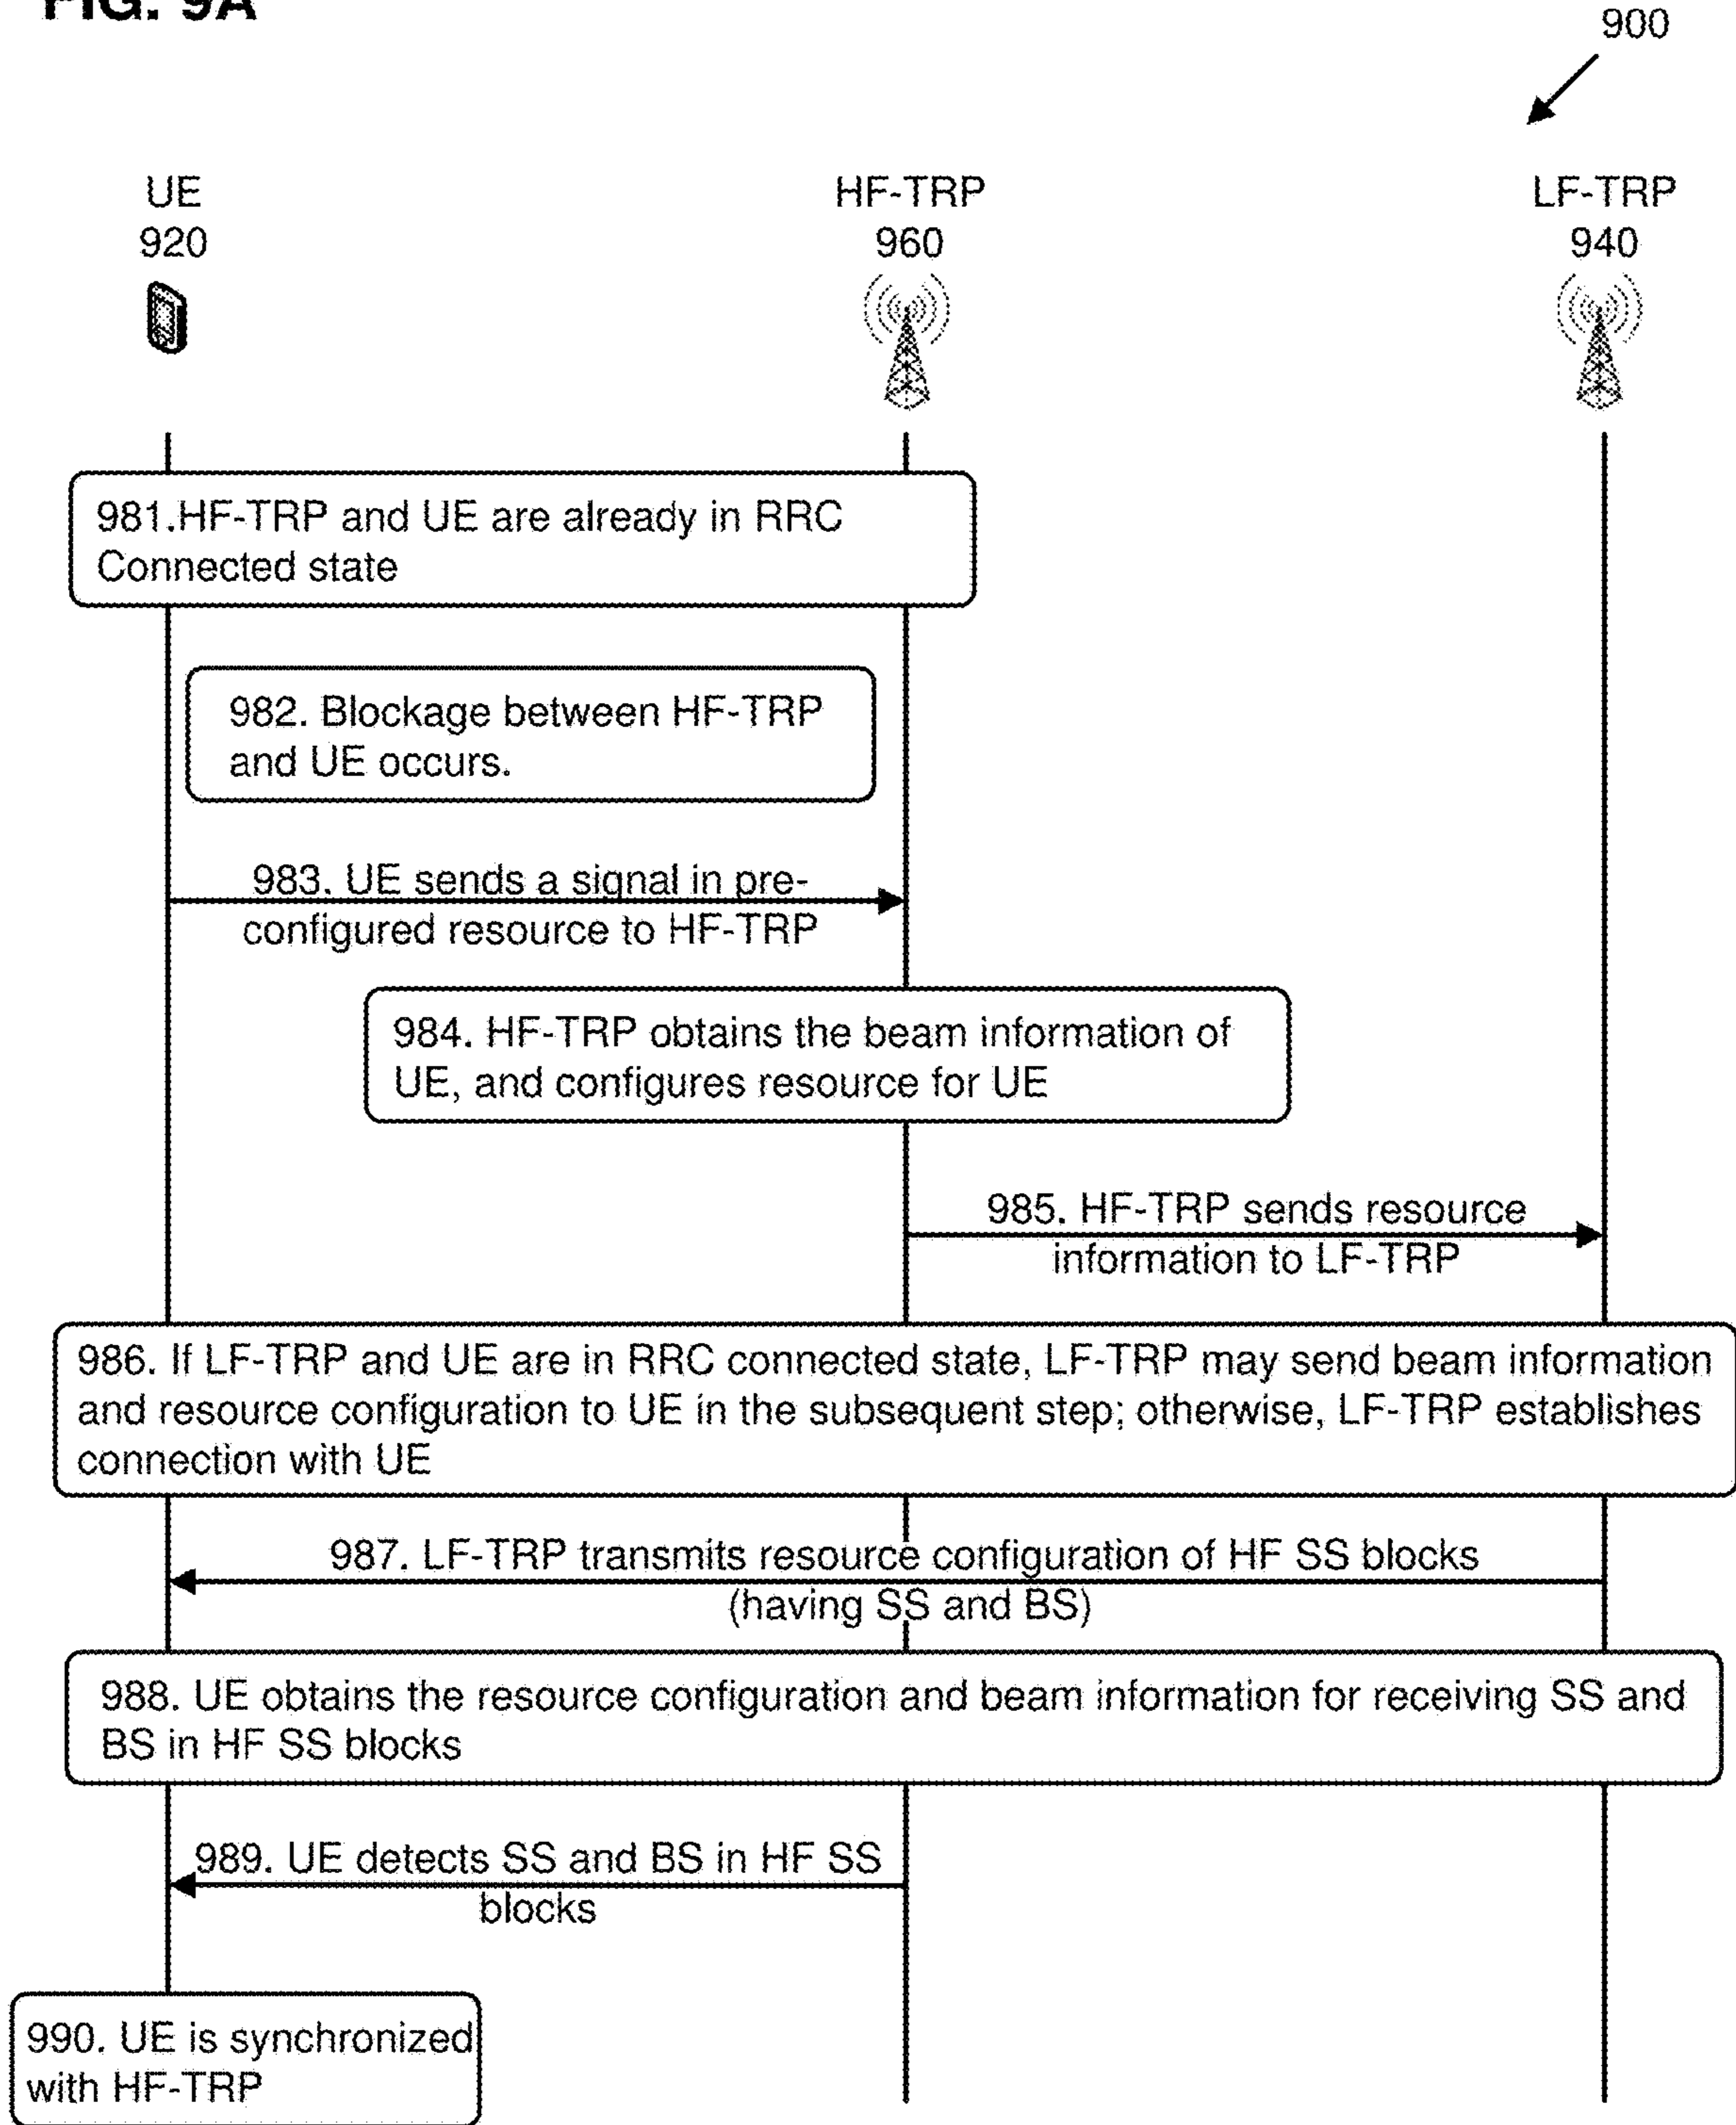 FIG. 9A
900
UE
920
HF-TRP
960
LF-TRP
940
981.HF-TRP and UE are already in RRC
Connected state
982. Blockage between HF-TRP
and UE occurs.
983. UE sends a signal in pre-
configured resource to HF-TRP
984. HF-TRP obtains the beam information of
UE, and configures resource for UE
985. HF-TRP sends resource
information to LF-TRP
986. If LF-TRP and UE are in RRC connected state, LF-TRP may send beam information
and resource configuration to UE in the subsequent step; otherwise, LF-TRP establishes
connection with UE
987. LF-TRP transmits resource configuration of HF SS blocks
(having SS and BS)
988. UE obtains the resource configuration and beam information for receiving SS and
BS in HF SS blocks
989. UE detects SS and BS in HF SS
blocks
990. UE is synchronized
with HF-TRP